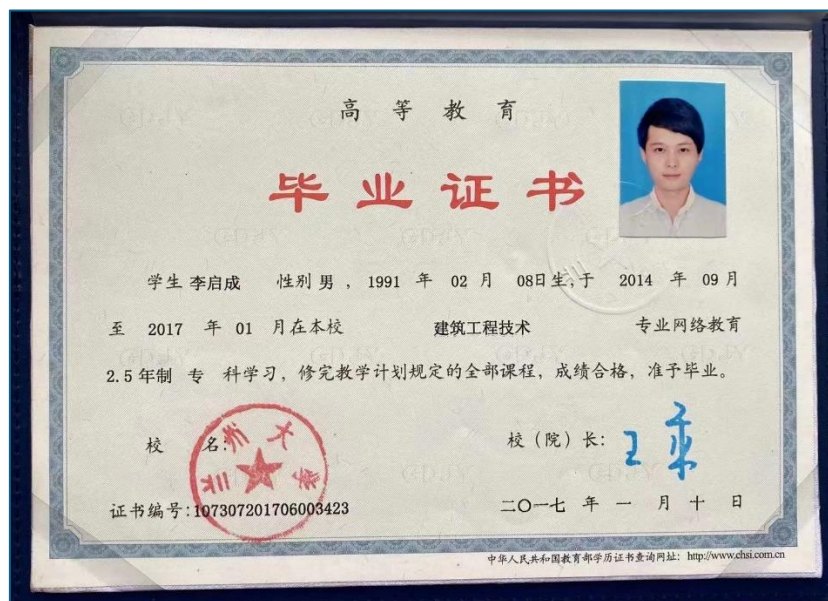 高等教育
毕业证书
学生 李启成 性别 男 ，1991 年 02 月 08日生,于 2014 年 09月
至 2017 年 01 月在本校 建筑工程技术 专业网络教育
2.5 年制 专 科学习，修完教学计划规定的全部课程，成绩合格，准予毕业。
校 名：
兰州大学
校（院）长：
证书编号:107307201706003423
二〇一七 年 一 月 十 日
中华人民共和国教育部学历证书查询网址：http://www.chsi.com.cn